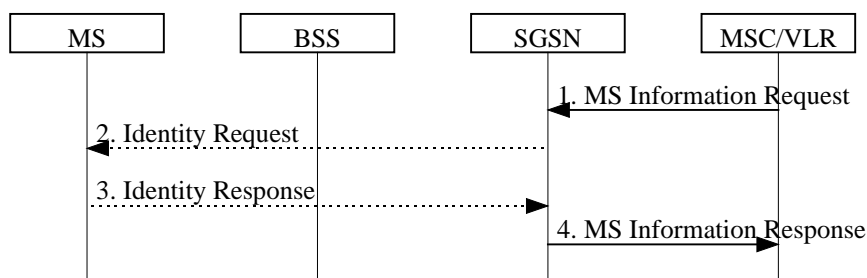 MS
BSS
SGSN
MSC/VLR
1. MS Information Request
2. Identity Request
3. Identity Response
4. MS Information Response